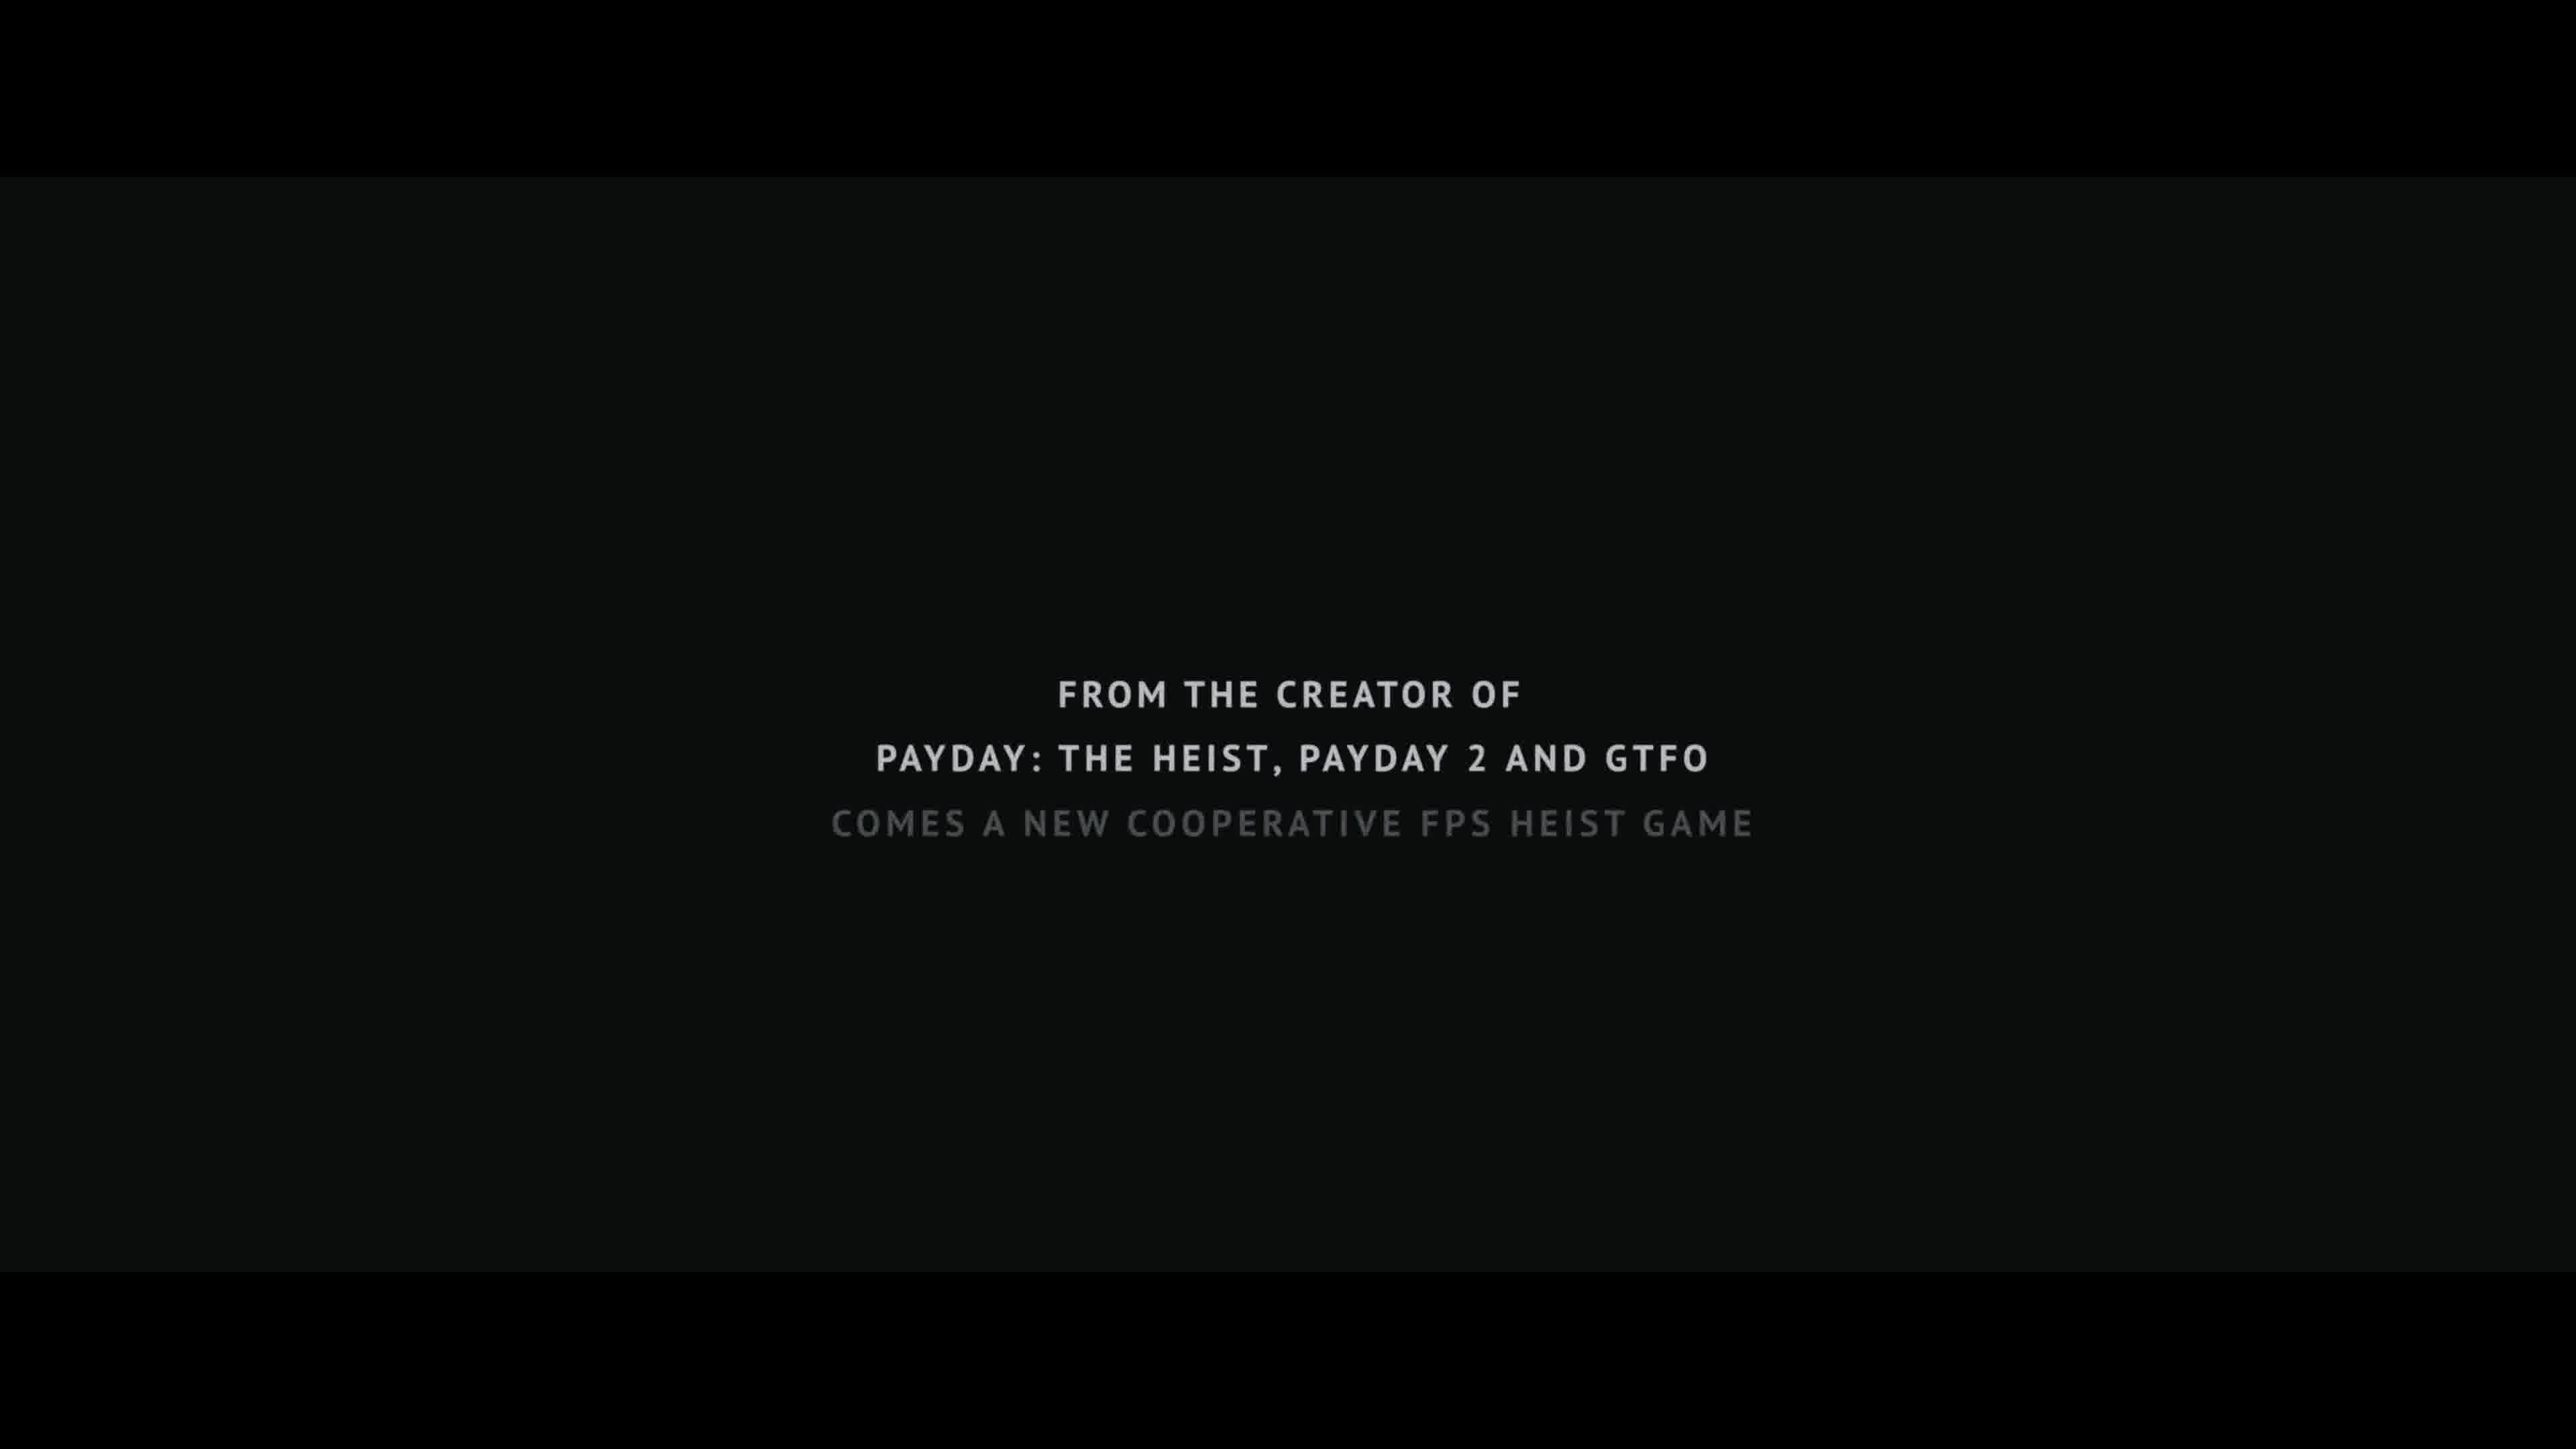 FROM THE CREATOR OF
PAYDAY: THE HEIST, PAYDAY 2 AND GTFO
COMES A NEW COOPERATIVE FPS HEIST GAME